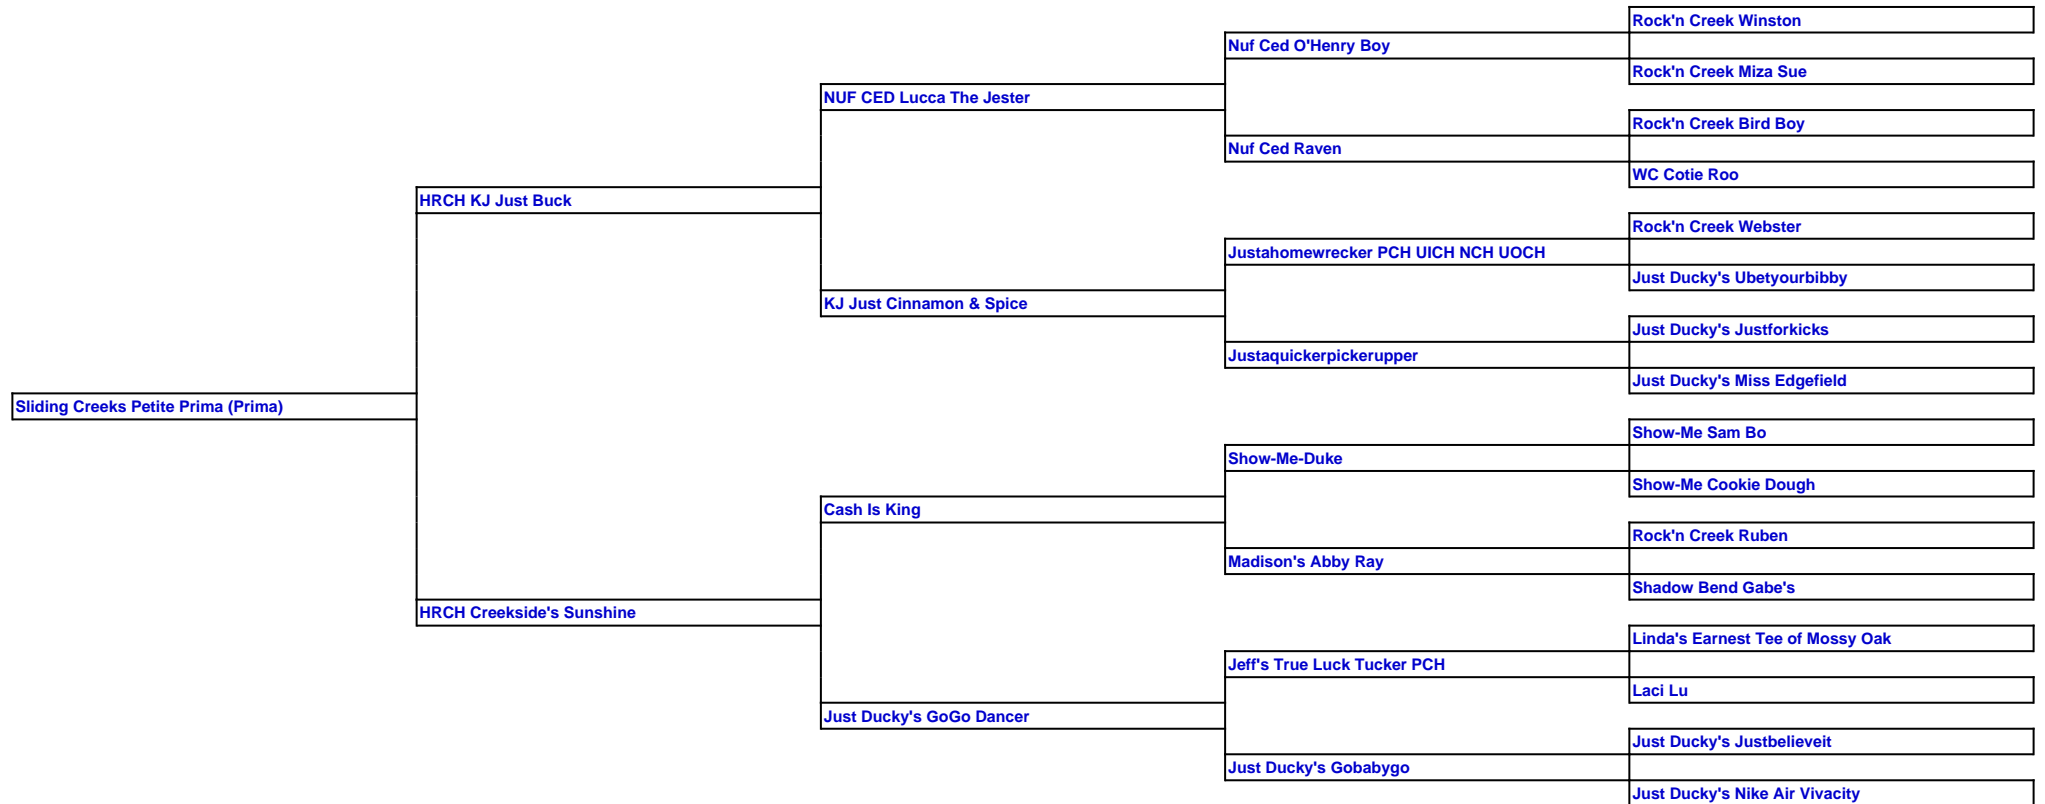 Rock'n Creek Winston
Nuf Ced O'Henry Boy
Rock'n Creek Miza Sue
NUF CED Lucca The Jester
Rock'n Creek Bird Boy
Nuf Ced Raven
WC Cotie Roo
HRCH KJ Just Buck
Rock'n Creek Webster
Justahomewrecker PCH UICH NCH UOCH
Just Ducky's Ubetyourbibby
KJ Just Cinnamon & Spice
Just Ducky's Justforkicks
Justaquickerpickerupper
Just Ducky's Miss Edgefield
Sliding Creeks Petite Prima (Prima)
Show-Me Sam Bo
Show-Me-Duke
Show-Me Cookie Dough
Cash Is King
Rock'n Creek Ruben
Madison's Abby Ray
Shadow Bend Gabe's
HRCH Creekside's Sunshine
Linda's Earnest Tee of Mossy Oak
Jeff's True Luck Tucker PCH
Laci Lu
Just Ducky's GoGo Dancer
Just Ducky's Justbelieveit
Just Ducky's Gobabygo
Just Ducky's Nike Air Vivacity